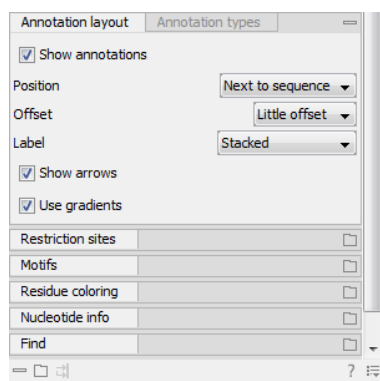 Annotation layout Annotation types
Show annotations
Position Next to sequence
Offset Little offset
Label Stacked
Show arrows
Use gradients
Restriction sites
Motifs
Residue coloring
Nucleotide info
Find
?